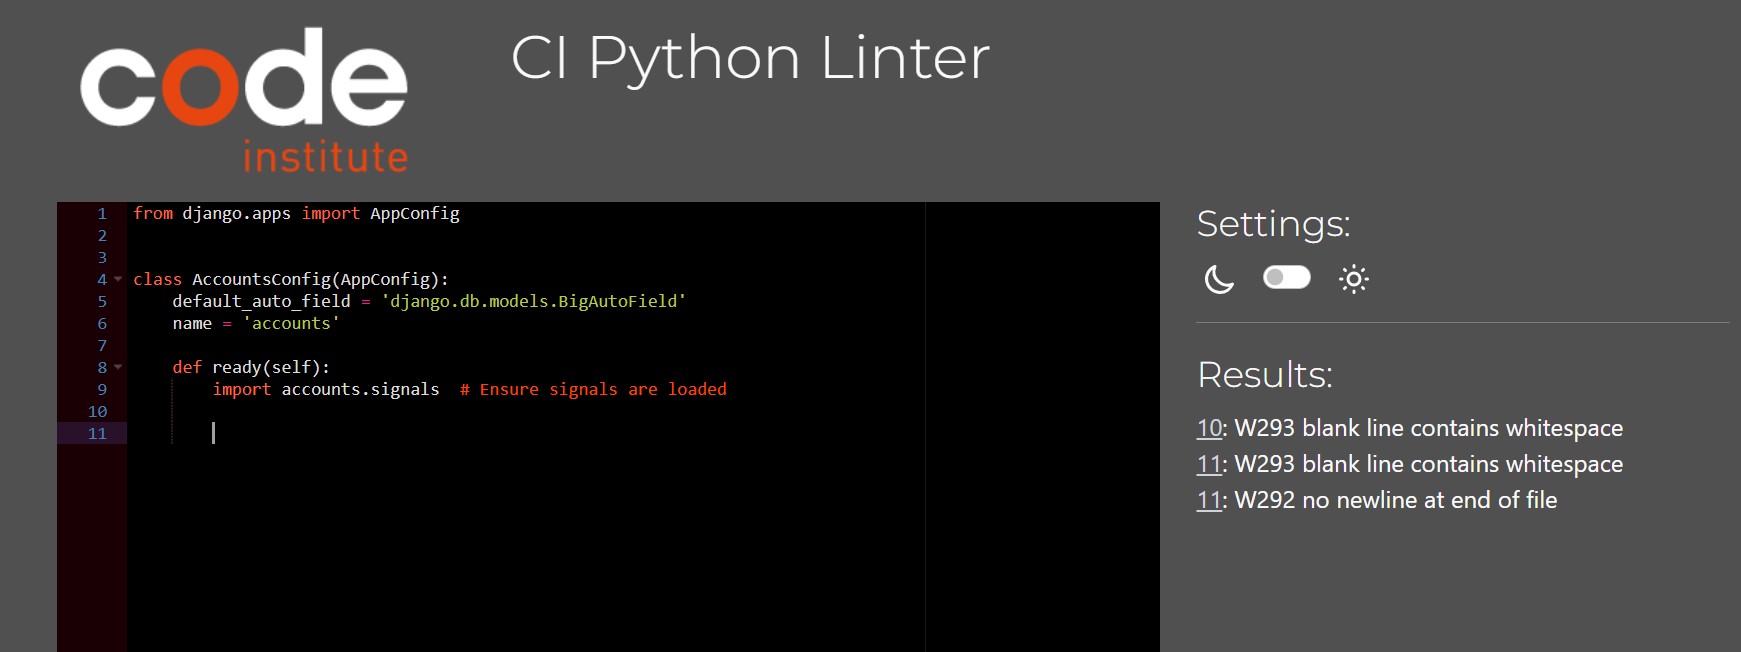 code
institute
CI Python Linter
1 from django.apps import AppConfig
2
3
4 class AccountsConfig(AppConfig):
5     default_auto_field = 'django.db.models.BigAutoField'
6     name = 'accounts'
7
8     def ready(self):
9         import accounts.signals  # Ensure signals are loaded
10
11
Settings:
Results:
10: W293 blank line contains whitespace
11: W293 blank line contains whitespace
11: W292 no newline at end of file